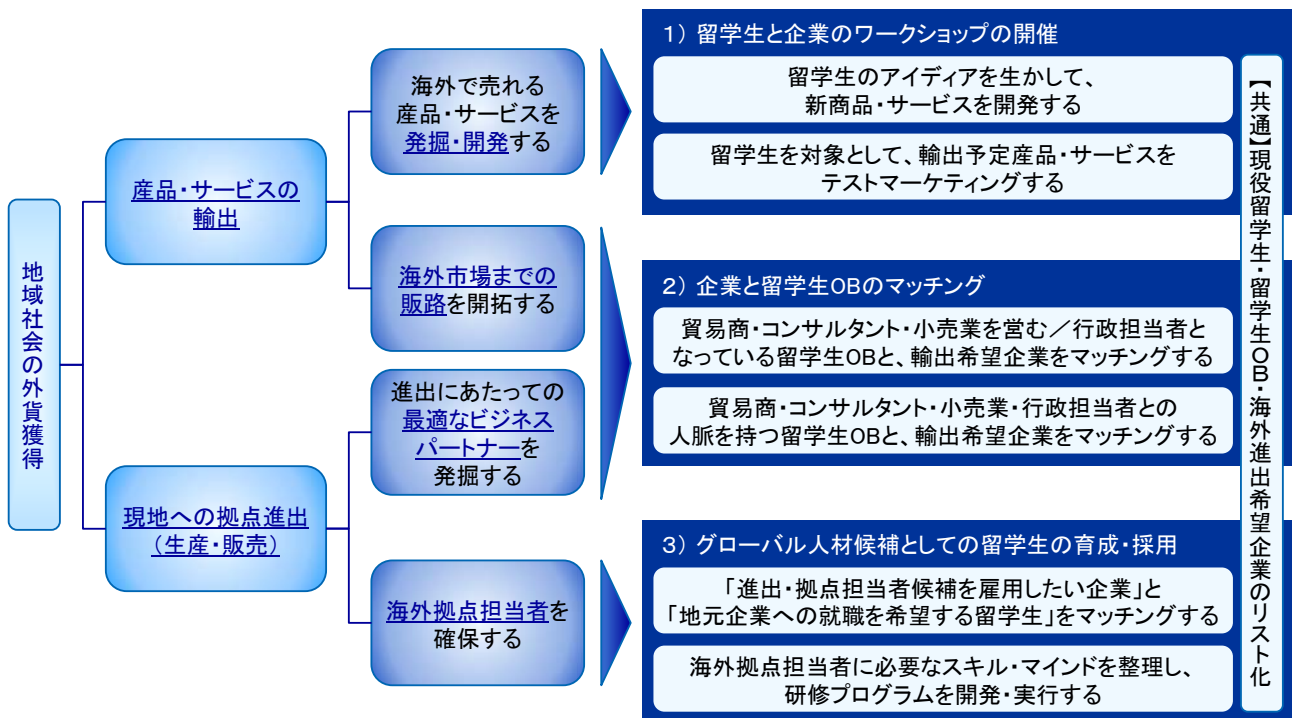 地域社会の外貨獲得
産品・サービスの
輸出
現地への拠点進出
（生産・販売）
海外で売れる
産品・サービスを
発掘・開発する
海外市場までの
販路を開拓する
進出にあたっての
最適なビジネス
パートナーを
発掘する
海外拠点担当者を
確保する
1） 留学生と企業のワークショップの開催
留学生のアイディアを生かして、
新商品・サービスを開発する
留学生を対象として、輸出予定産品・サービスを
テストマーケティングする
2） 企業と留学生OBのマッチング
貿易商・コンサルタント・小売業を営む／行政担当者と
なっている留学生OBと、輸出希望企業をマッチングする
貿易商・コンサルタント・小売業・行政担当者との
人脈を持つ留学生OBと、輸出希望企業をマッチングする
3） グローバル人材候補としての留学生の育成・採用
「進出・拠点担当者候補を雇用したい企業」と
「地元企業への就職を希望する留学生」をマッチングする
海外拠点担当者に必要なスキル・マインドを整理し、
研修プログラムを開発・実行する
【共通】現役留学生・留学生ＯＢ・海外進出希望企業のリスト化